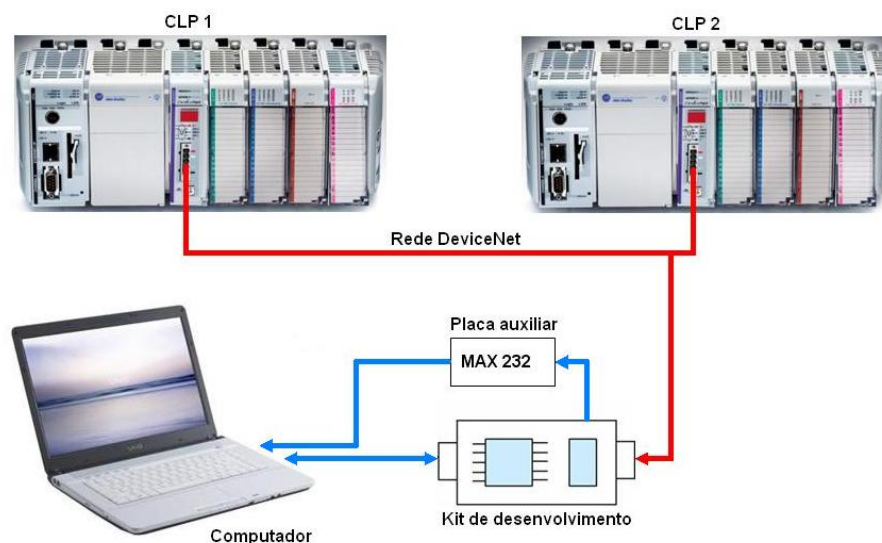 CLP 1
CLP 2
Rede DeviceNet
Placa auxiliar
MAX 232
Kit de desenvolvimento
Computador